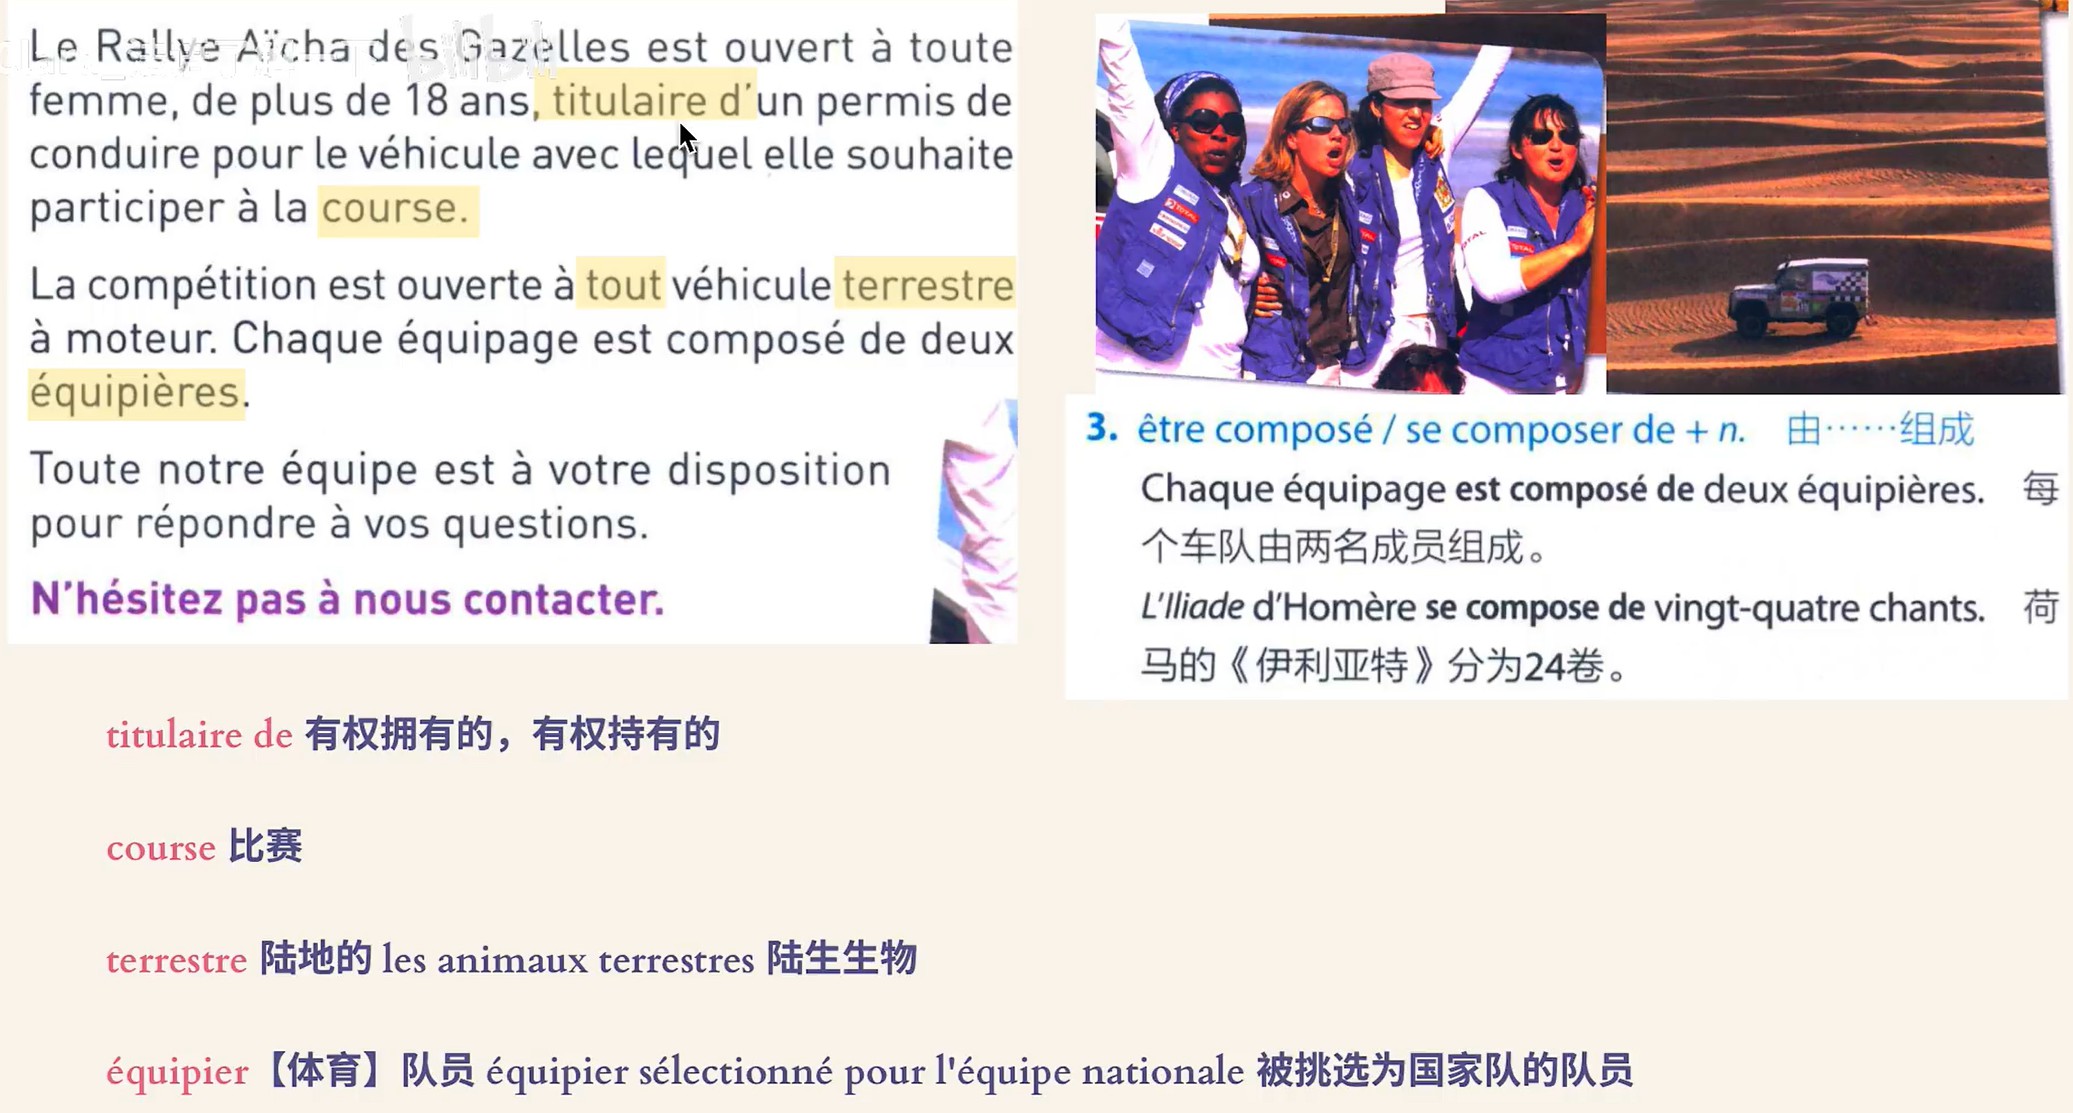 Le Rallye Aïcha des Gazelles est ouvert à toute
femme, de plus de 18 ans, titulaire d'un permis de
conduire pour le véhicule avec lequel elle souhaite
participer à la course.
La compétition est ouverte à tout véhicule terrestre
à moteur. Chaque équipage est composé de deux
équipières.
Toute notre équipe est à votre disposition
pour répondre à vos questions.
N'hésitez pas à nous contacter.
TOTAL
3. être composé / se composer de + n. 由……组成
Chaque équipage est composé de deux équipières. 每
个车队由两名成员组成。
L'Iliade d'Homère se compose de vingt-quatre chants. 荷
马的《伊利亚特》分为24卷。
titulaire de 有权拥有的，有权持有的
course 比赛
terrestre 陆地的 les animaux terrestres 陆生生物
équipier【体育】队员 équipier sélectionné pour l'équipe nationale 被挑选为国家队的队员